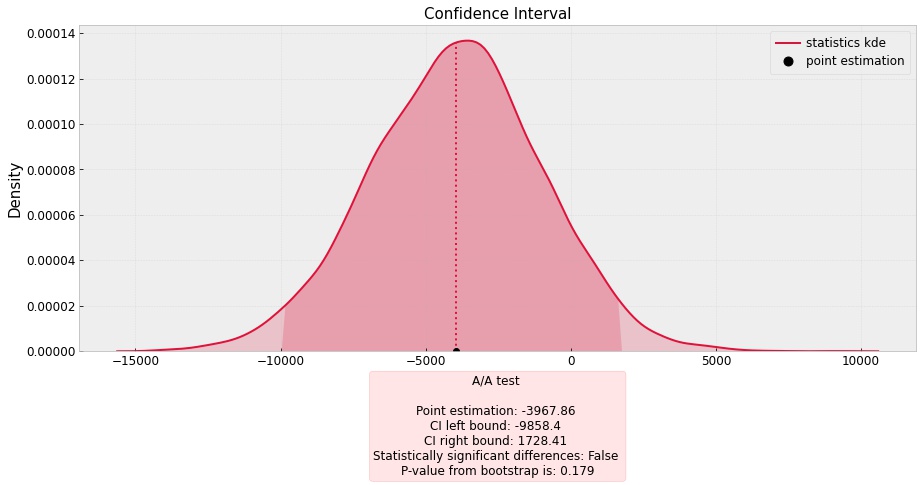 Confidence Interval
statistics kde
point estimation
Density
0.00014
0.00012
0.00010
0.00008
0.00006
0.00004
0.00002
0.00000
−15000
−10000
−5000
0
5000
10000
A/A test
Point estimation: -3967.86
CI left bound: -9858.4
CI right bound: 1728.41
Statistically significant differences: False
P-value from bootstrap is: 0.179